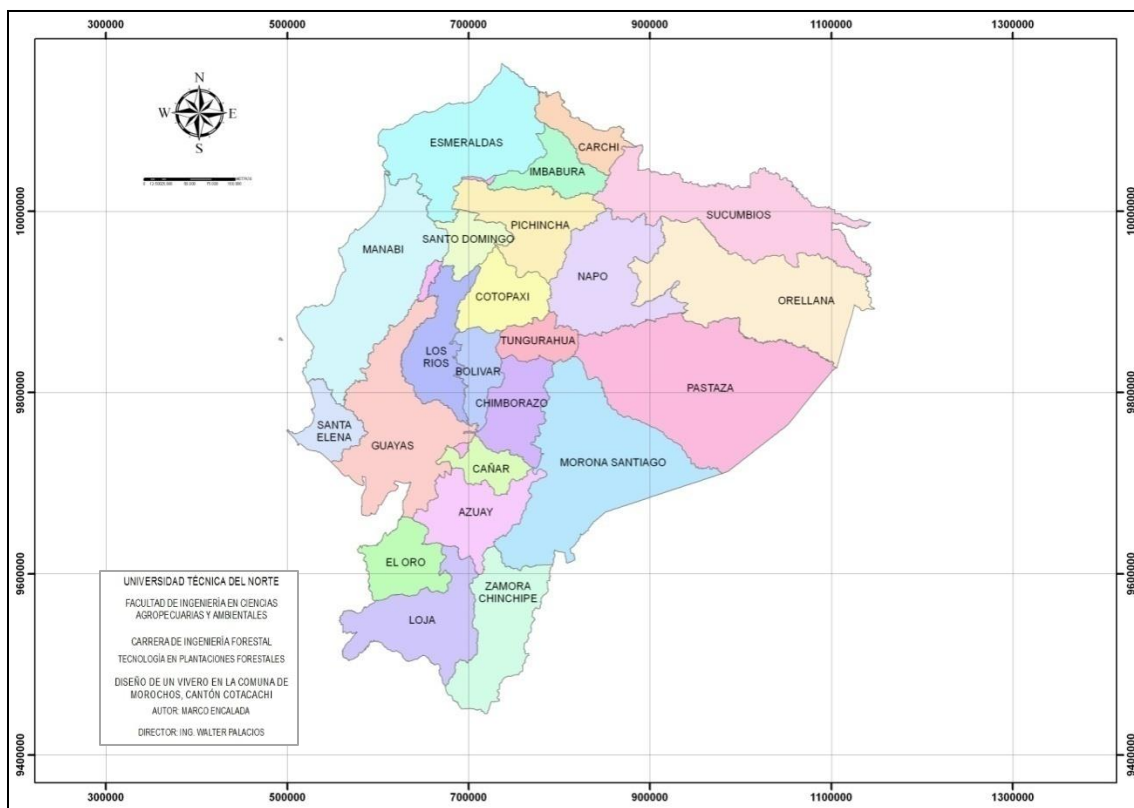 300000 500000 700000 900000 1100000 1300000
N
W E
S
ESMERALDAS
CARCHI
IMBABURA
SUCUMBIOS
10000000 10000000
PICHINCHA
SANTO DOMINGO
MANABI
NAPO
COTOPAXI
ORELLANA
TUNGURAHUA
LOS
RIOS
BOLIVAR
PASTAZA
9800000 9800000
CHIMBORAZO
SANTA
ELENA
GUAYAS
MORONA SANTIAGO
CAÑAR
AZUAY
EL ORO
9600000 9600000
ZAMORA
CHINCHIPE
LOJA
UNIVERSIDAD TÉCNICA DEL NORTE
FACULTAD DE INGENIERÍA EN CIENCIAS
AGROPECUARIAS Y AMBIENTALES
CARRERA DE INGENIERÍA FORESTAL
TECNOLOGÍA EN PLANTACIONES FORESTALES
DISEÑO DE UN VIVERO EN LA COMUNA DE
MOROCHOS, CANTÓN COTACACHI
AUTOR: MARCO ENCALADA
DIRECTOR: ING. WALTER PALACIOS
9400000 9400000
300000 500000 700000 900000 1100000 1300000